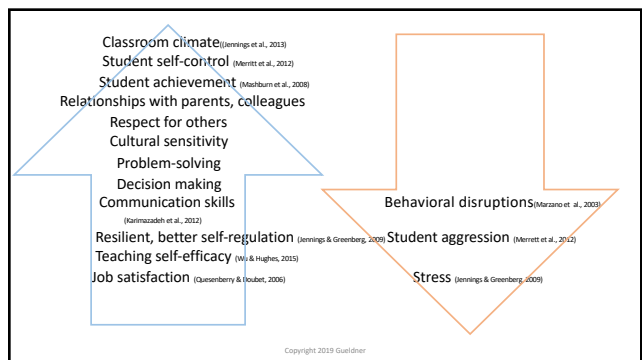 Classroom climate((Jennings et al., 2013)
Student self-control (Merritt et al., 2012)
Student achievement (Mashburn et al., 2008)
Relationships with parents, colleagues
Respect for others
Cultural sensitivity
Problem-solving
Decision making
Communication skills
(Karimazadeh et al., 2012)
Resilient, better self-regulation (Jennings & Greenberg, 2009)
Teaching self-efficacy (Wu & Hughes, 2015)
Job satisfaction (Quesenberry & Doubet, 2006)
Behavioral disruptions(Marzano et al., 2003)
Student aggression (Merrett et al., 2012)
Stress (Jennings & Greenberg, 2009)
Copyright 2019 Gueldner